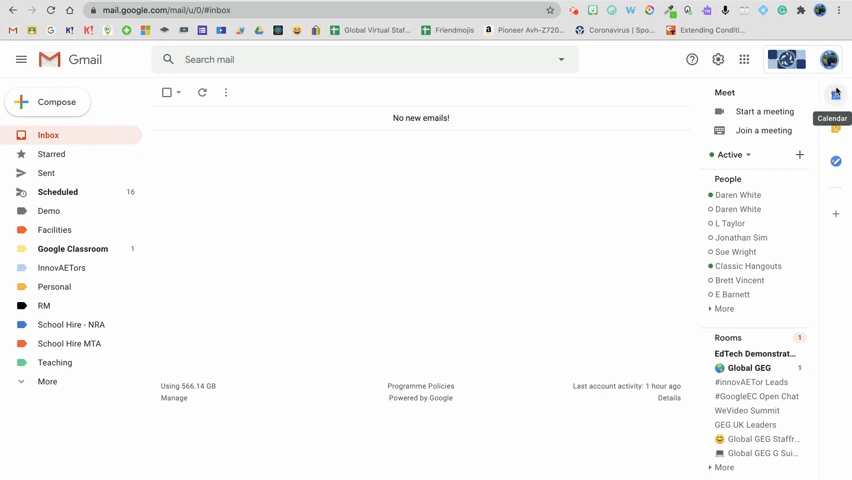 mail.google.com/mail/u/0/#inbox
Global Virtual Staf...
Friendmojis
Pioneer Avh-Z720...
Coronavirus | Spo...
Extending Conditi...
Gmail
Search mail
Compose
No new emails!
Meet
Start a meeting
Join a meeting
Calendar
Inbox
Starred
Sent
Scheduled 16
Demo
Facilities
Google Classroom 1
InnovAETors
Personal
RM
School Hire - NRA
School Hire MTA
Teaching
More
Active
People
Daren White
Daren White
L Taylor
Jonathan Sim
Sue Wright
Classic Hangouts
Brett Vincent
E Barnett
More
Rooms 1
EdTech Demonstrat...
Global GEG 1
#innovAETor Leads
#GoogleEC Open Chat
WeVideo Summit
GEG UK Leaders
Global GEG Staffr...
Global GEG G Sui...
More
Using 566.14 GB
Manage
Programme Policies
Powered by Google
Last account activity: 1 hour ago
Details